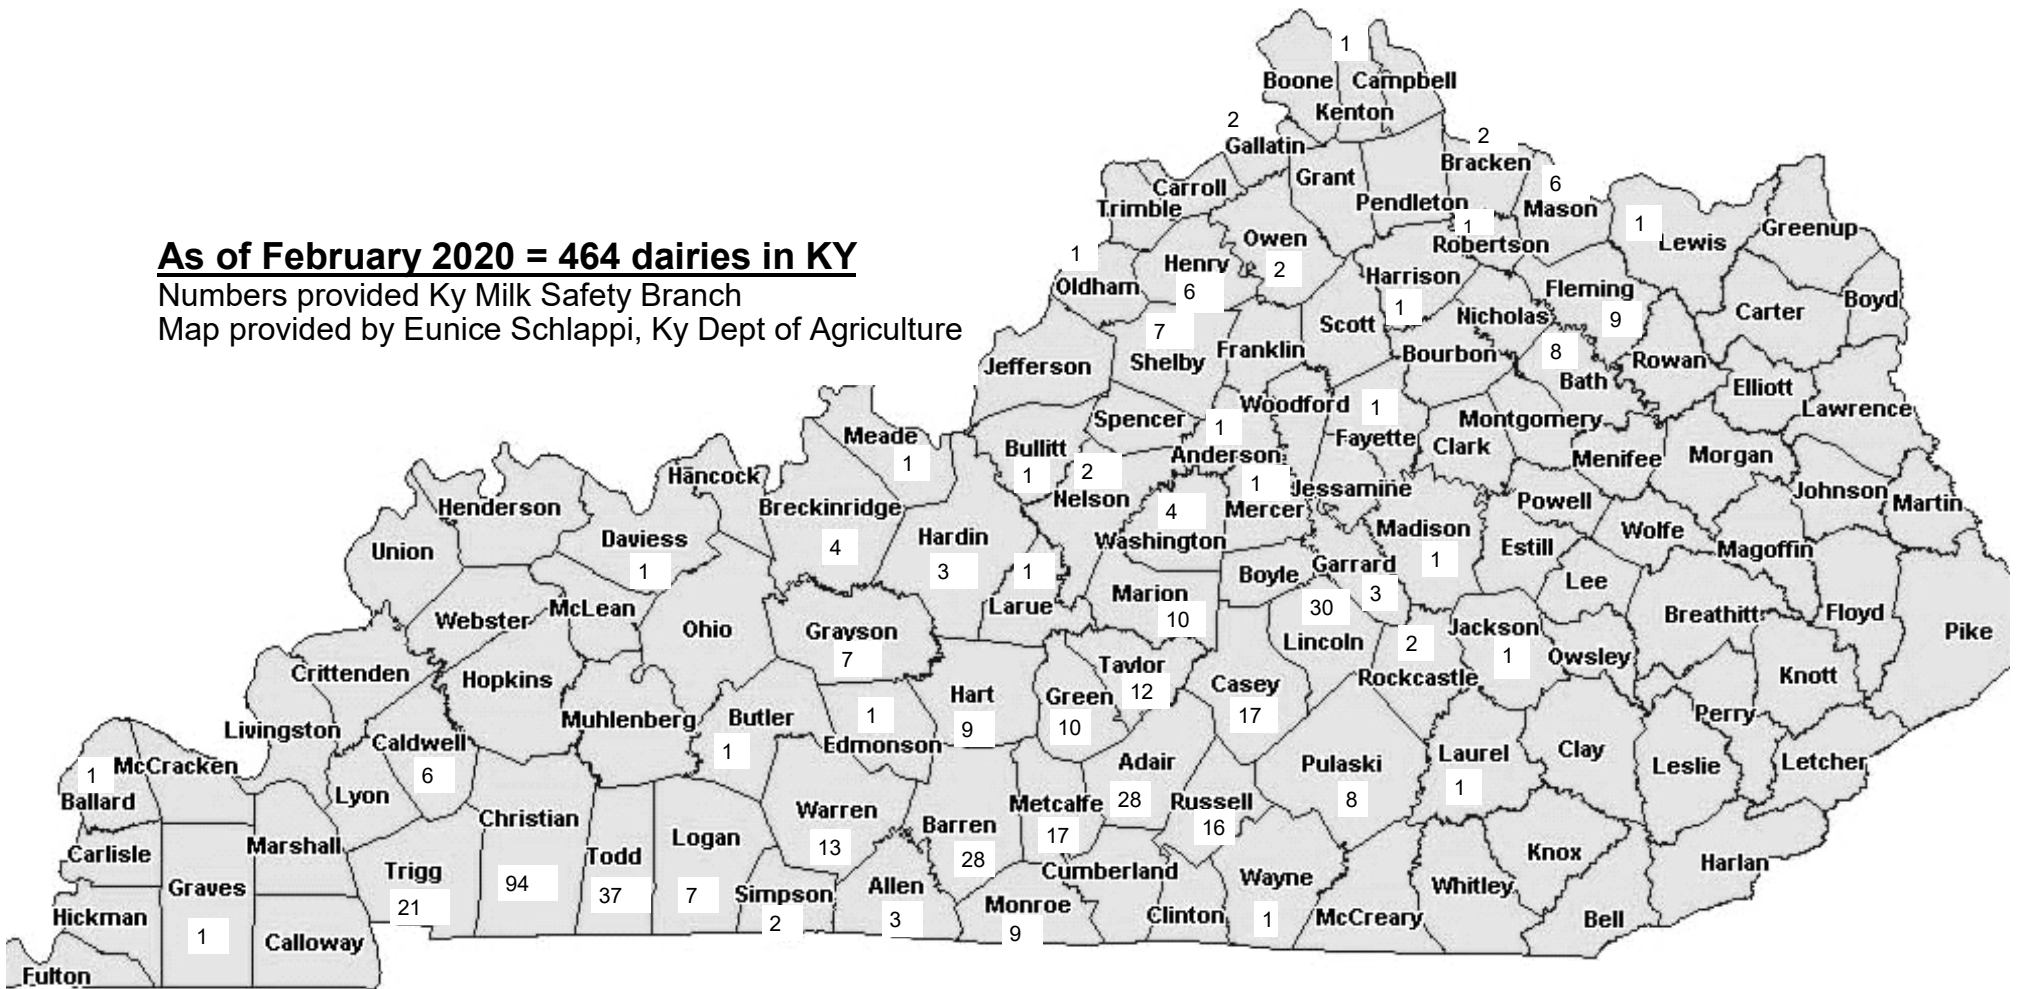 1
Boone
Campbell
Kenton
2
Gallatin
2
Bracken
Grant
Carroll
6
Pendleton
Trimble
Mason
1
1
Lewis
Greenup
Owen
2
Robertson
As of February 2020 = 464 dairies in KY
Numbers provided Ky Milk Safety Branch
Map provided by Eunice Schlappi, Ky Dept of Agriculture
1
Oldham
Henry
6
Harrison
1
Fleming
9
Boyd
Carter
Nicholas
Scott
7
Shelby
Franklin
Bourbon
8
Bath
Rowan
Jefferson
Elliott
Lawrence
Woodford
1
Fayette
Spencer
1
Anderson
Montgomery
Clark
Menifee
Morgan
Meade
1
Bullitt
1
2
Nelson
1
Mercer
Jessamine
Johnson
Martin
Hancock
Henderson
Breckinridge
4
Powell
4
Washington
Madison
1
Wolfe
Magoffin
Union
Daviess
1
Hardin
3
1
Larue
Estill
Garrard
3
Boyle
Lee
Marion
10
30
Lincoln
Webster
McLean
Ohio
Grayson
7
Breathitt
Floyd
Pike
2
Rockcastle
Jackson
1
Owsley
Crittenden
Hopkins
Taylor
12
Knott
Hart
9
Green
10
Casey
17
Livingston
Muhlenberg
Butler
1
1
Edmonson
Perry
Caldwell
6
Laurel
1
Clay
Leslie
Letcher
McCracken
1
Ballard
Lyon
Adair
28
Pulaski
8
Christian
94
Warren
13
Metcalfe
17
Russell
16
Barren
28
Logan
7
Carlisle
Marshall
Todd
37
Knox
Harlan
Trigg
21
Graves
1
Simpson
2
Allen
3
Cumberland
Wayne
1
Whitley
Monroe
9
Hickman
Clinton
McCreary
Bell
Calloway
Fulton